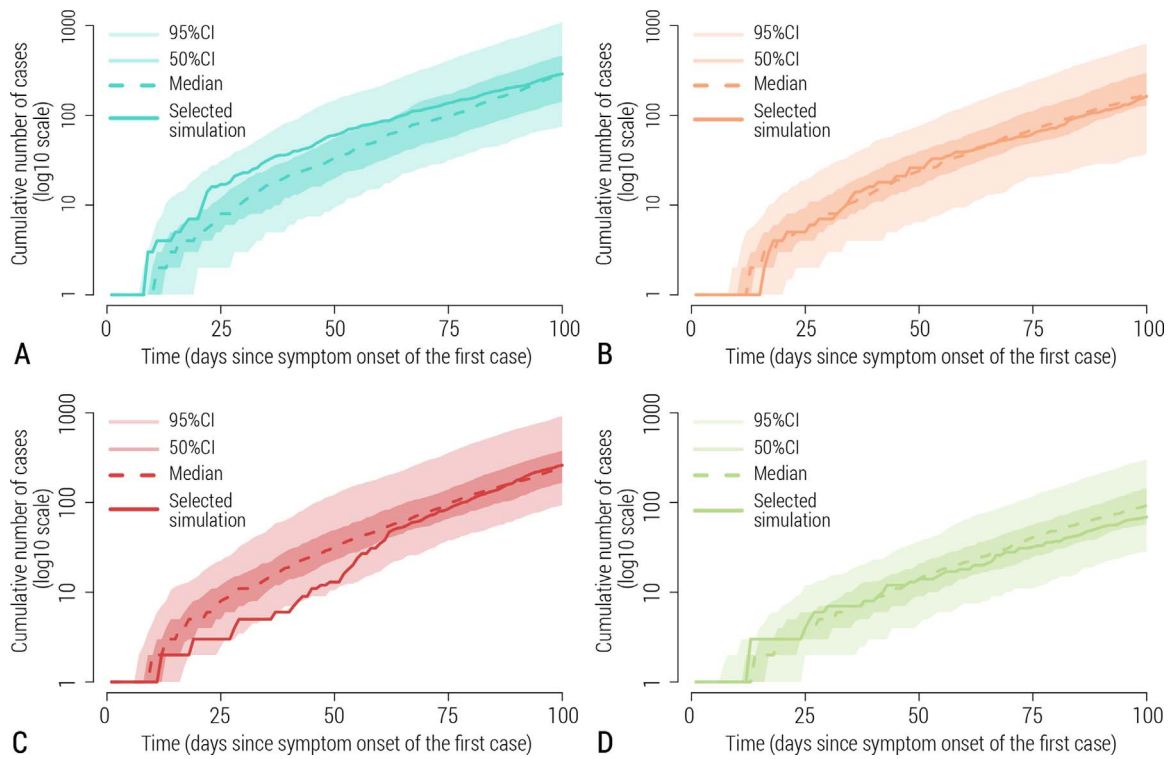 1000
100
10
1
Cumulative number of cases
(log10 scale)
95%CI
50%CI
Median
Selected
simulation
0
25
50
75
100
Time (days since symptom onset of the first case)
A
1000
100
10
1
Cumulative number of cases
(log10 scale)
95%CI
50%CI
Median
Selected
simulation
0
25
50
75
100
Time (days since symptom onset of the first case)
B
1000
100
10
1
Cumulative number of cases
(log10 scale)
95%CI
50%CI
Median
Selected
simulation
0
25
50
75
100
Time (days since symptom onset of the first case)
C
1000
100
10
1
Cumulative number of cases
(log10 scale)
95%CI
50%CI
Median
Selected
simulation
0
25
50
75
100
Time (days since symptom onset of the first case)
D